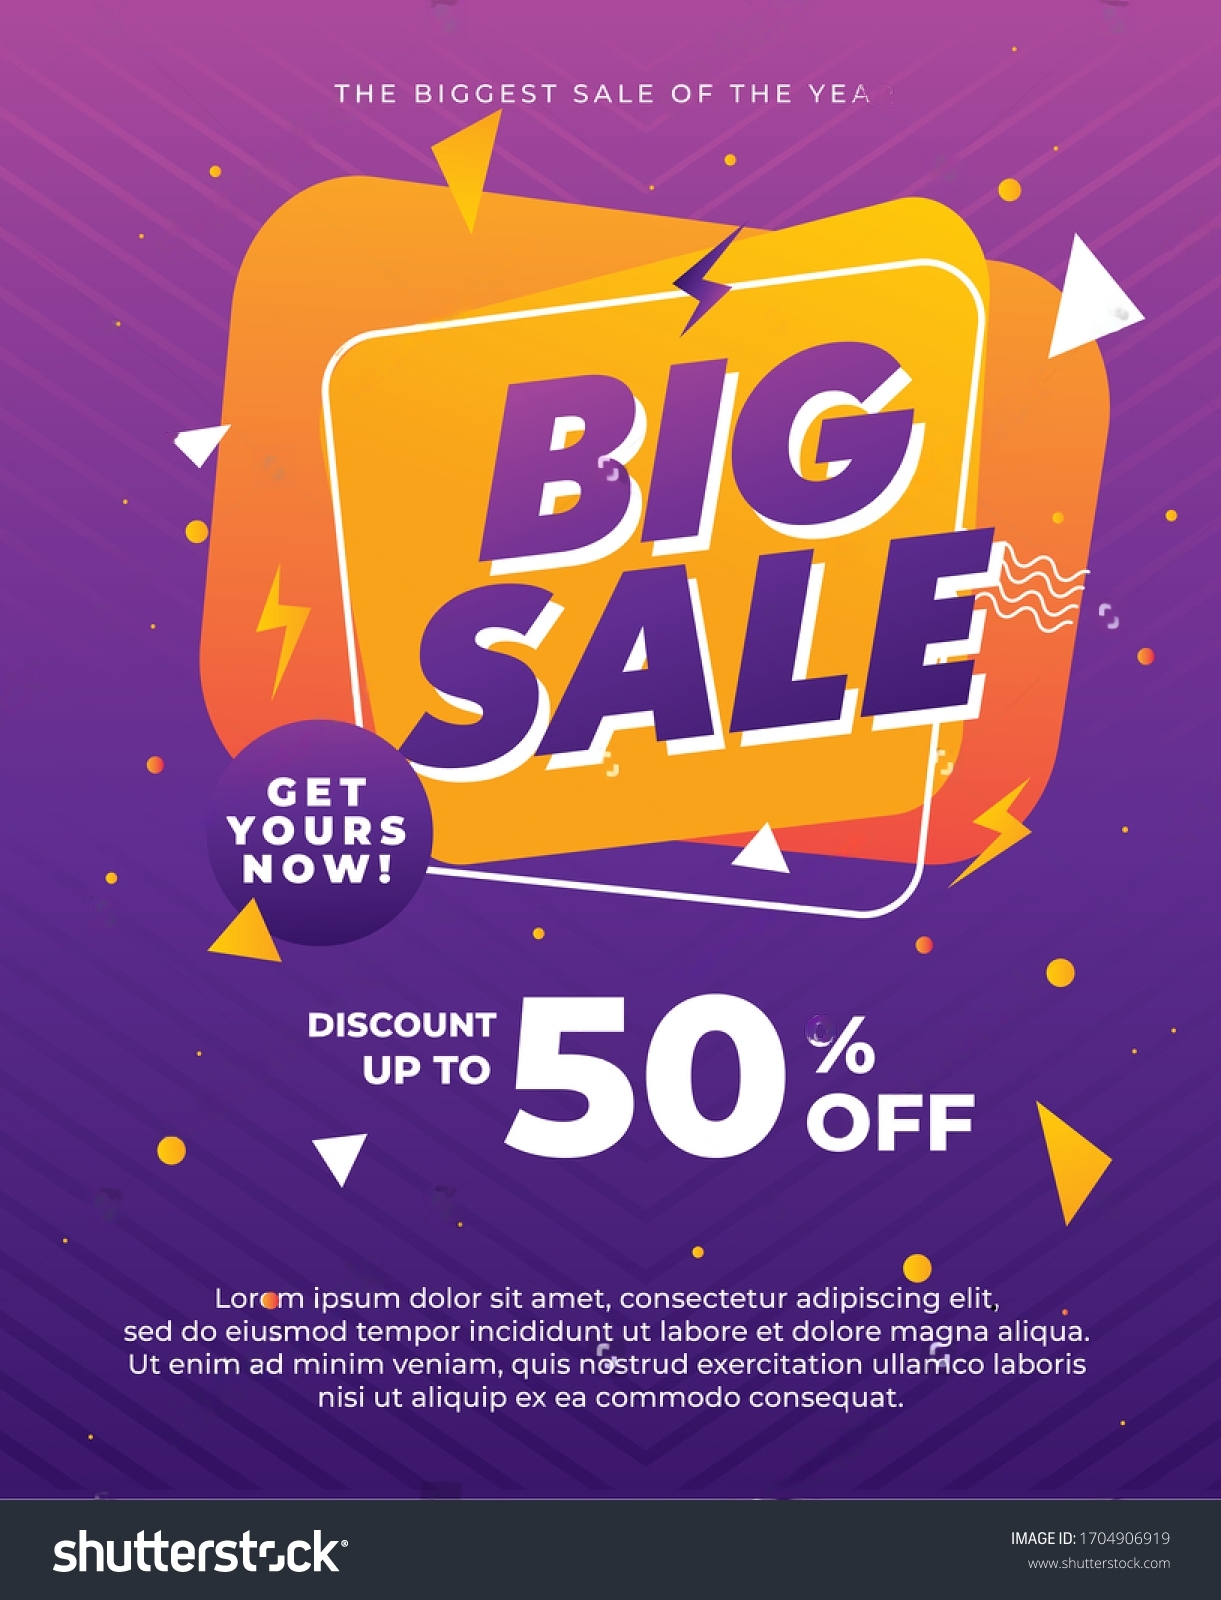 THE BIGGEST SALE OF THE YEA
BIG
SALE
GET
YOURS
NOW!
DISCOUNT
UP TO
50
%
OFF
Lorem ipsum dolor sit amet, consectetur adipiscing elit,
sed do eiusmod tempor incididunt ut labore et dolore magna aliqua.
Ut enim ad minim veniam, quis nostrud exercitation ullamco laboris
nisi ut aliquip ex ea commodo consequat.
shutterstock®
IMAGE ID: 1704906919
www.shutterstock.com